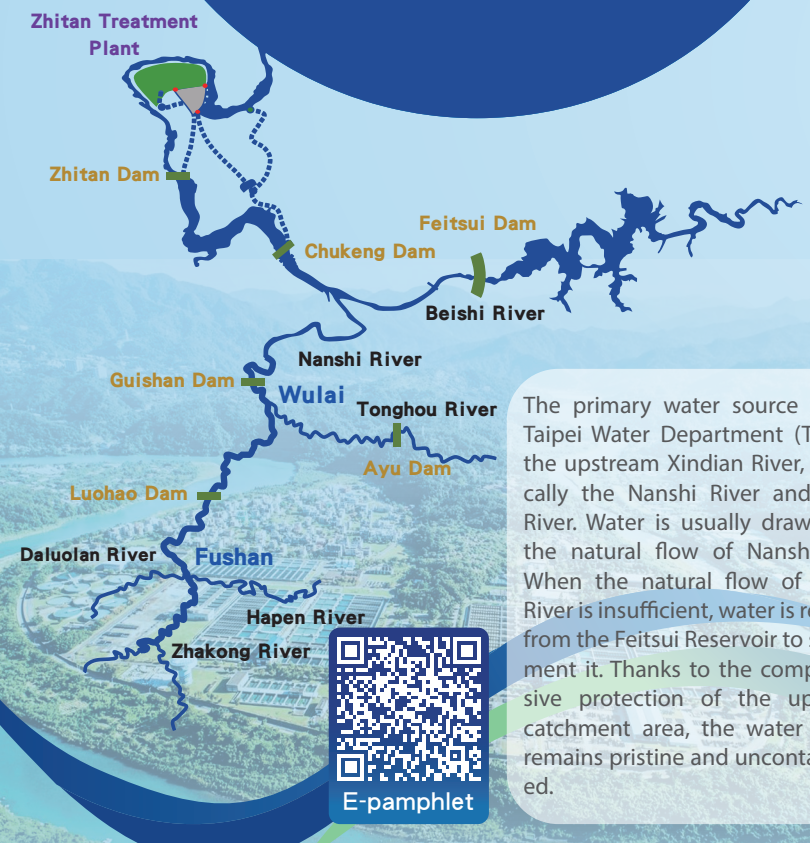 Zhitan Treatment
Plant
Zhitan Dam
Feitsui Dam
Chukeng Dam
Beishi River
Nanshi River
Guishan Dam
Wulai
Tonghou River
Ayu Dam
Luohao Dam
Daluolan River
Fushan
Hapen River
Zhakong River
E-pamphlet
The primary water source
Taipei Water Department (T
the upstream Xindian River,
cally the Nanshi River and
River. Water is usually draw
the natural flow of Nansh
When the natural flow of
River is insufficient, water is re
from the Feitsui Reservoir to
ment it. Thanks to the comp
sive protection of the up
catchment area, the water
remains pristine and unconta
ed.